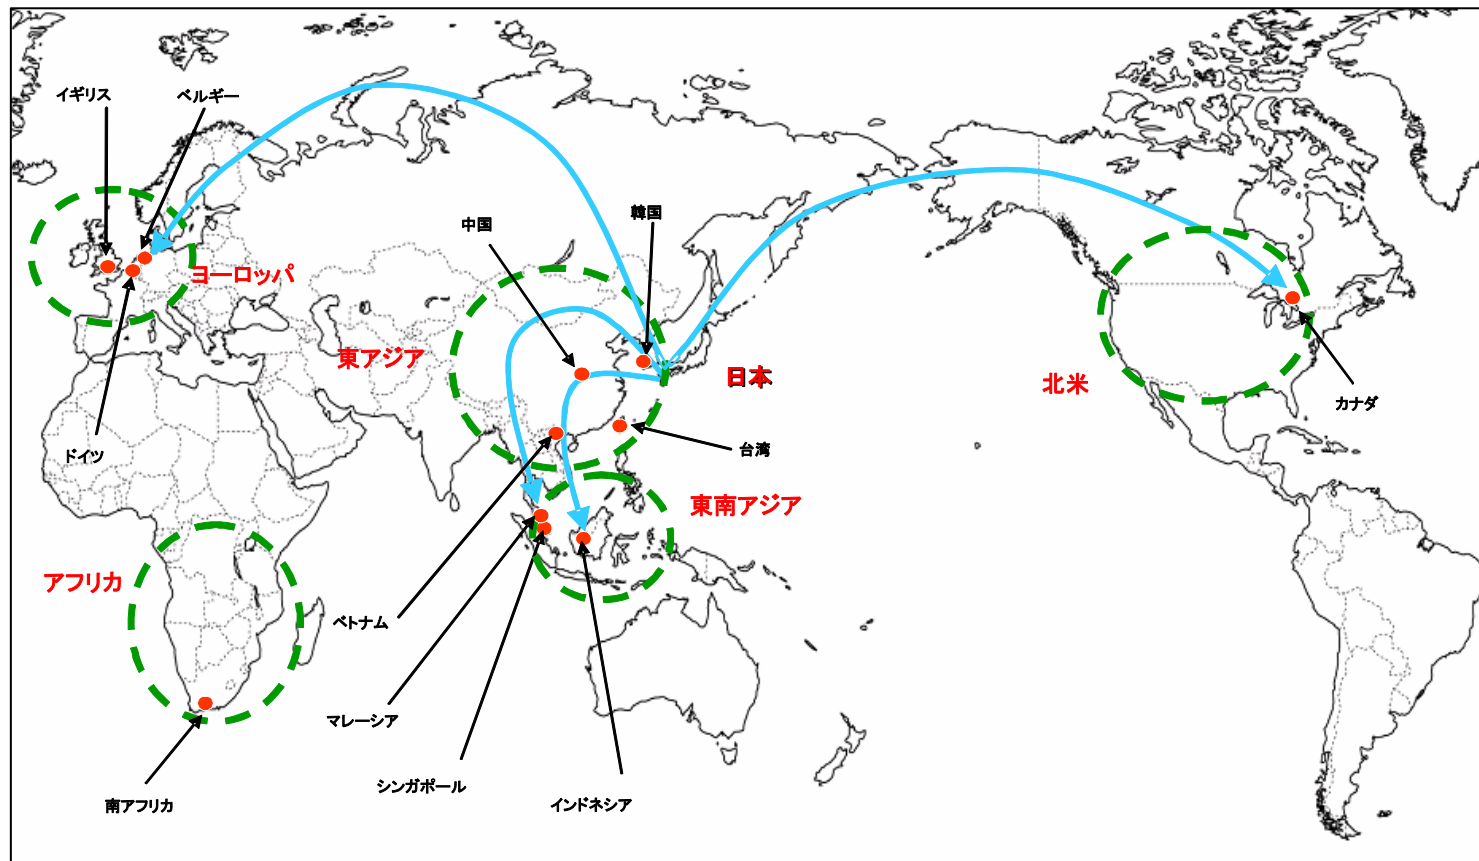 イギリス
ベルギー
韓国
中国
ヨーロッパ
東アジア
日本
北米
カナダ
ドイツ
台湾
東南アジア
アフリカ
ベトナム
マレーシア
シンガポール
南アフリカ
インドネシア